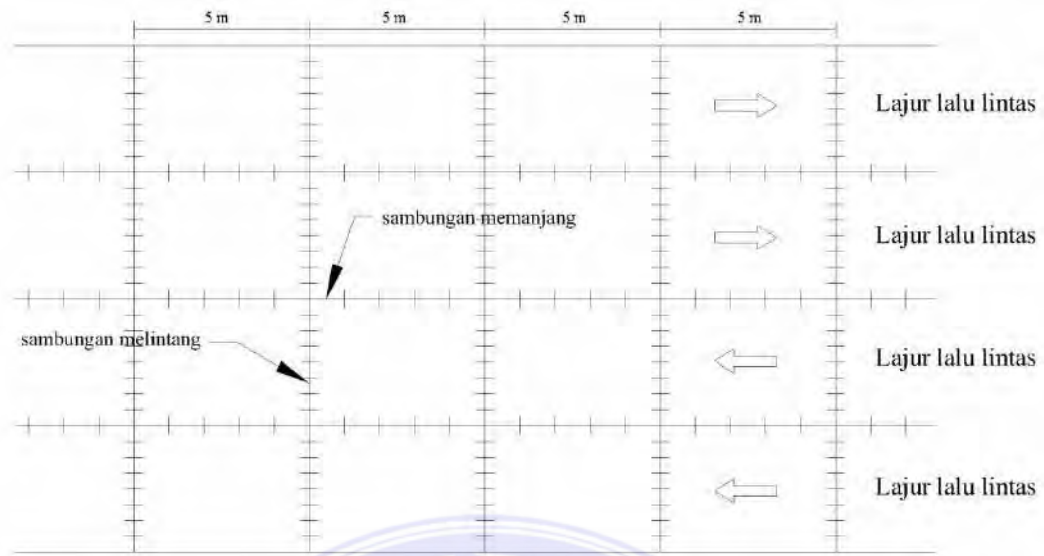 5 m
5 m
5 m
5 m
Lajur lalu lintas
sambungan memanjang
Lajur lalu lintas
sambungan melintang
Lajur lalu lintas
Lajur lalu lintas